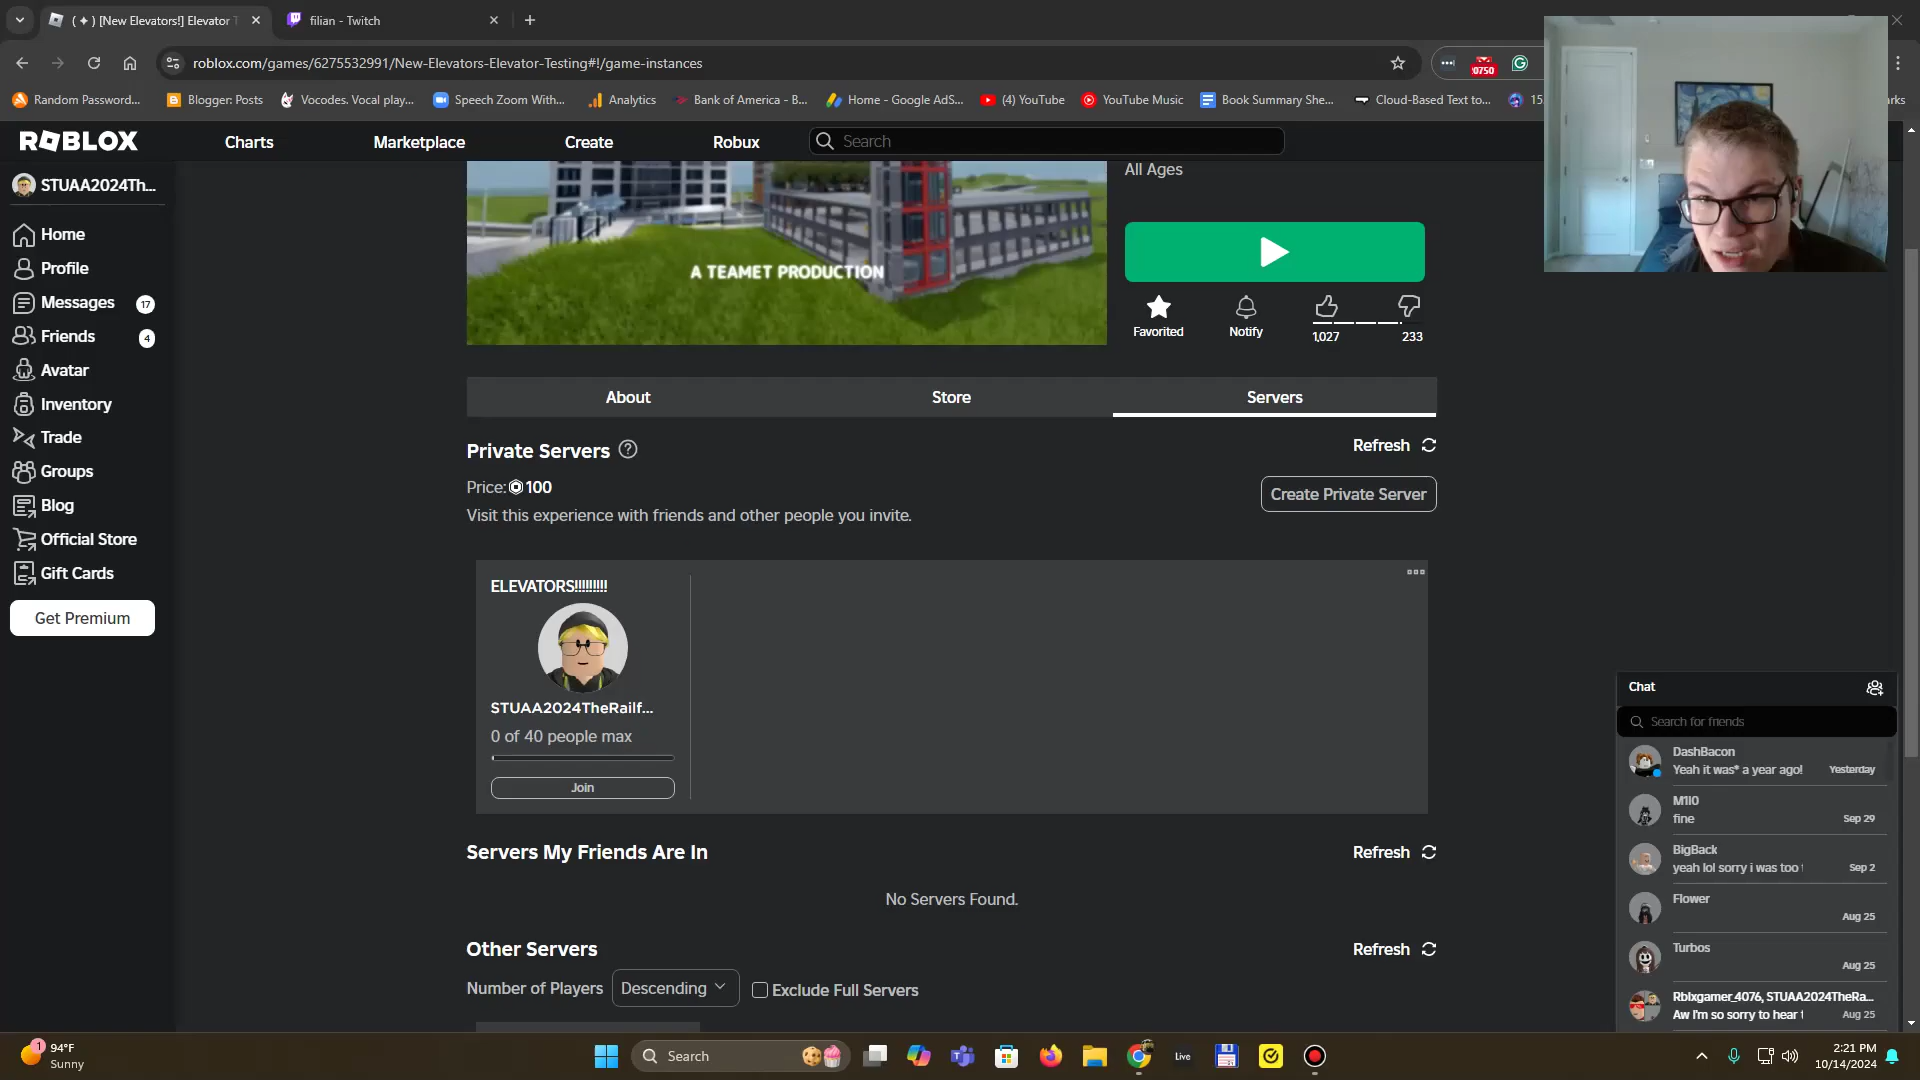 ( ✦ ) [New Elevators!] Elevator T
filian - Twitch
roblox.com/games/6275532991/New-Elevators-Elevator-Testing#!/game-instances
0750
Random Password...
Blogger: Posts
Vocodes. Vocal play...
Speech Zoom With...
Analytics
Bank of America - B...
Home - Google AdS...
(4) YouTube
YouTube Music
Book Summary She...
Cloud-Based Text to...
15
rks
ROBLOX
Charts
Marketplace
Create
Robux
Search
STUAA2024Th...
Home
Profile
Messages 17
Friends 4
Avatar
Inventory
Trade
Groups
Blog
Official Store
Gift Cards
Get Premium
A TEAMET PRODUCTION
All Ages
Favorited
Notify
1,027
233
About
Store
Servers
Private Servers
Refresh
Price: 100
Create Private Server
Visit this experience with friends and other people you invite.
ELEVATORS!!!!!!!!!
STUAA2024TheRailf...
0 of 40 people max
Join
Servers My Friends Are In
Refresh
No Servers Found.
Other Servers
Refresh
Number of Players
Descending
Exclude Full Servers
Chat
Search for friends
DashBacon
Yeah it was* a year ago! Yesterday
M1l0
fine Sep 29
BigBack
yeah lol sorry i was too Sep 2
Flower
Aug 25
Turbos
Aug 25
Rblxgamer_4076, STUAA2024TheRa...
Aw I'm so sorry to hear t Aug 25
1
94°F
Sunny
Search
Live
2:21 PM
10/14/2024